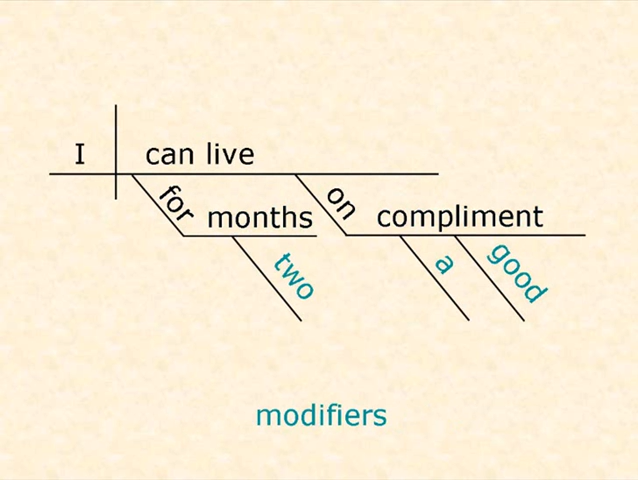 I can live
for months
two
on compliment
a good
modifiers